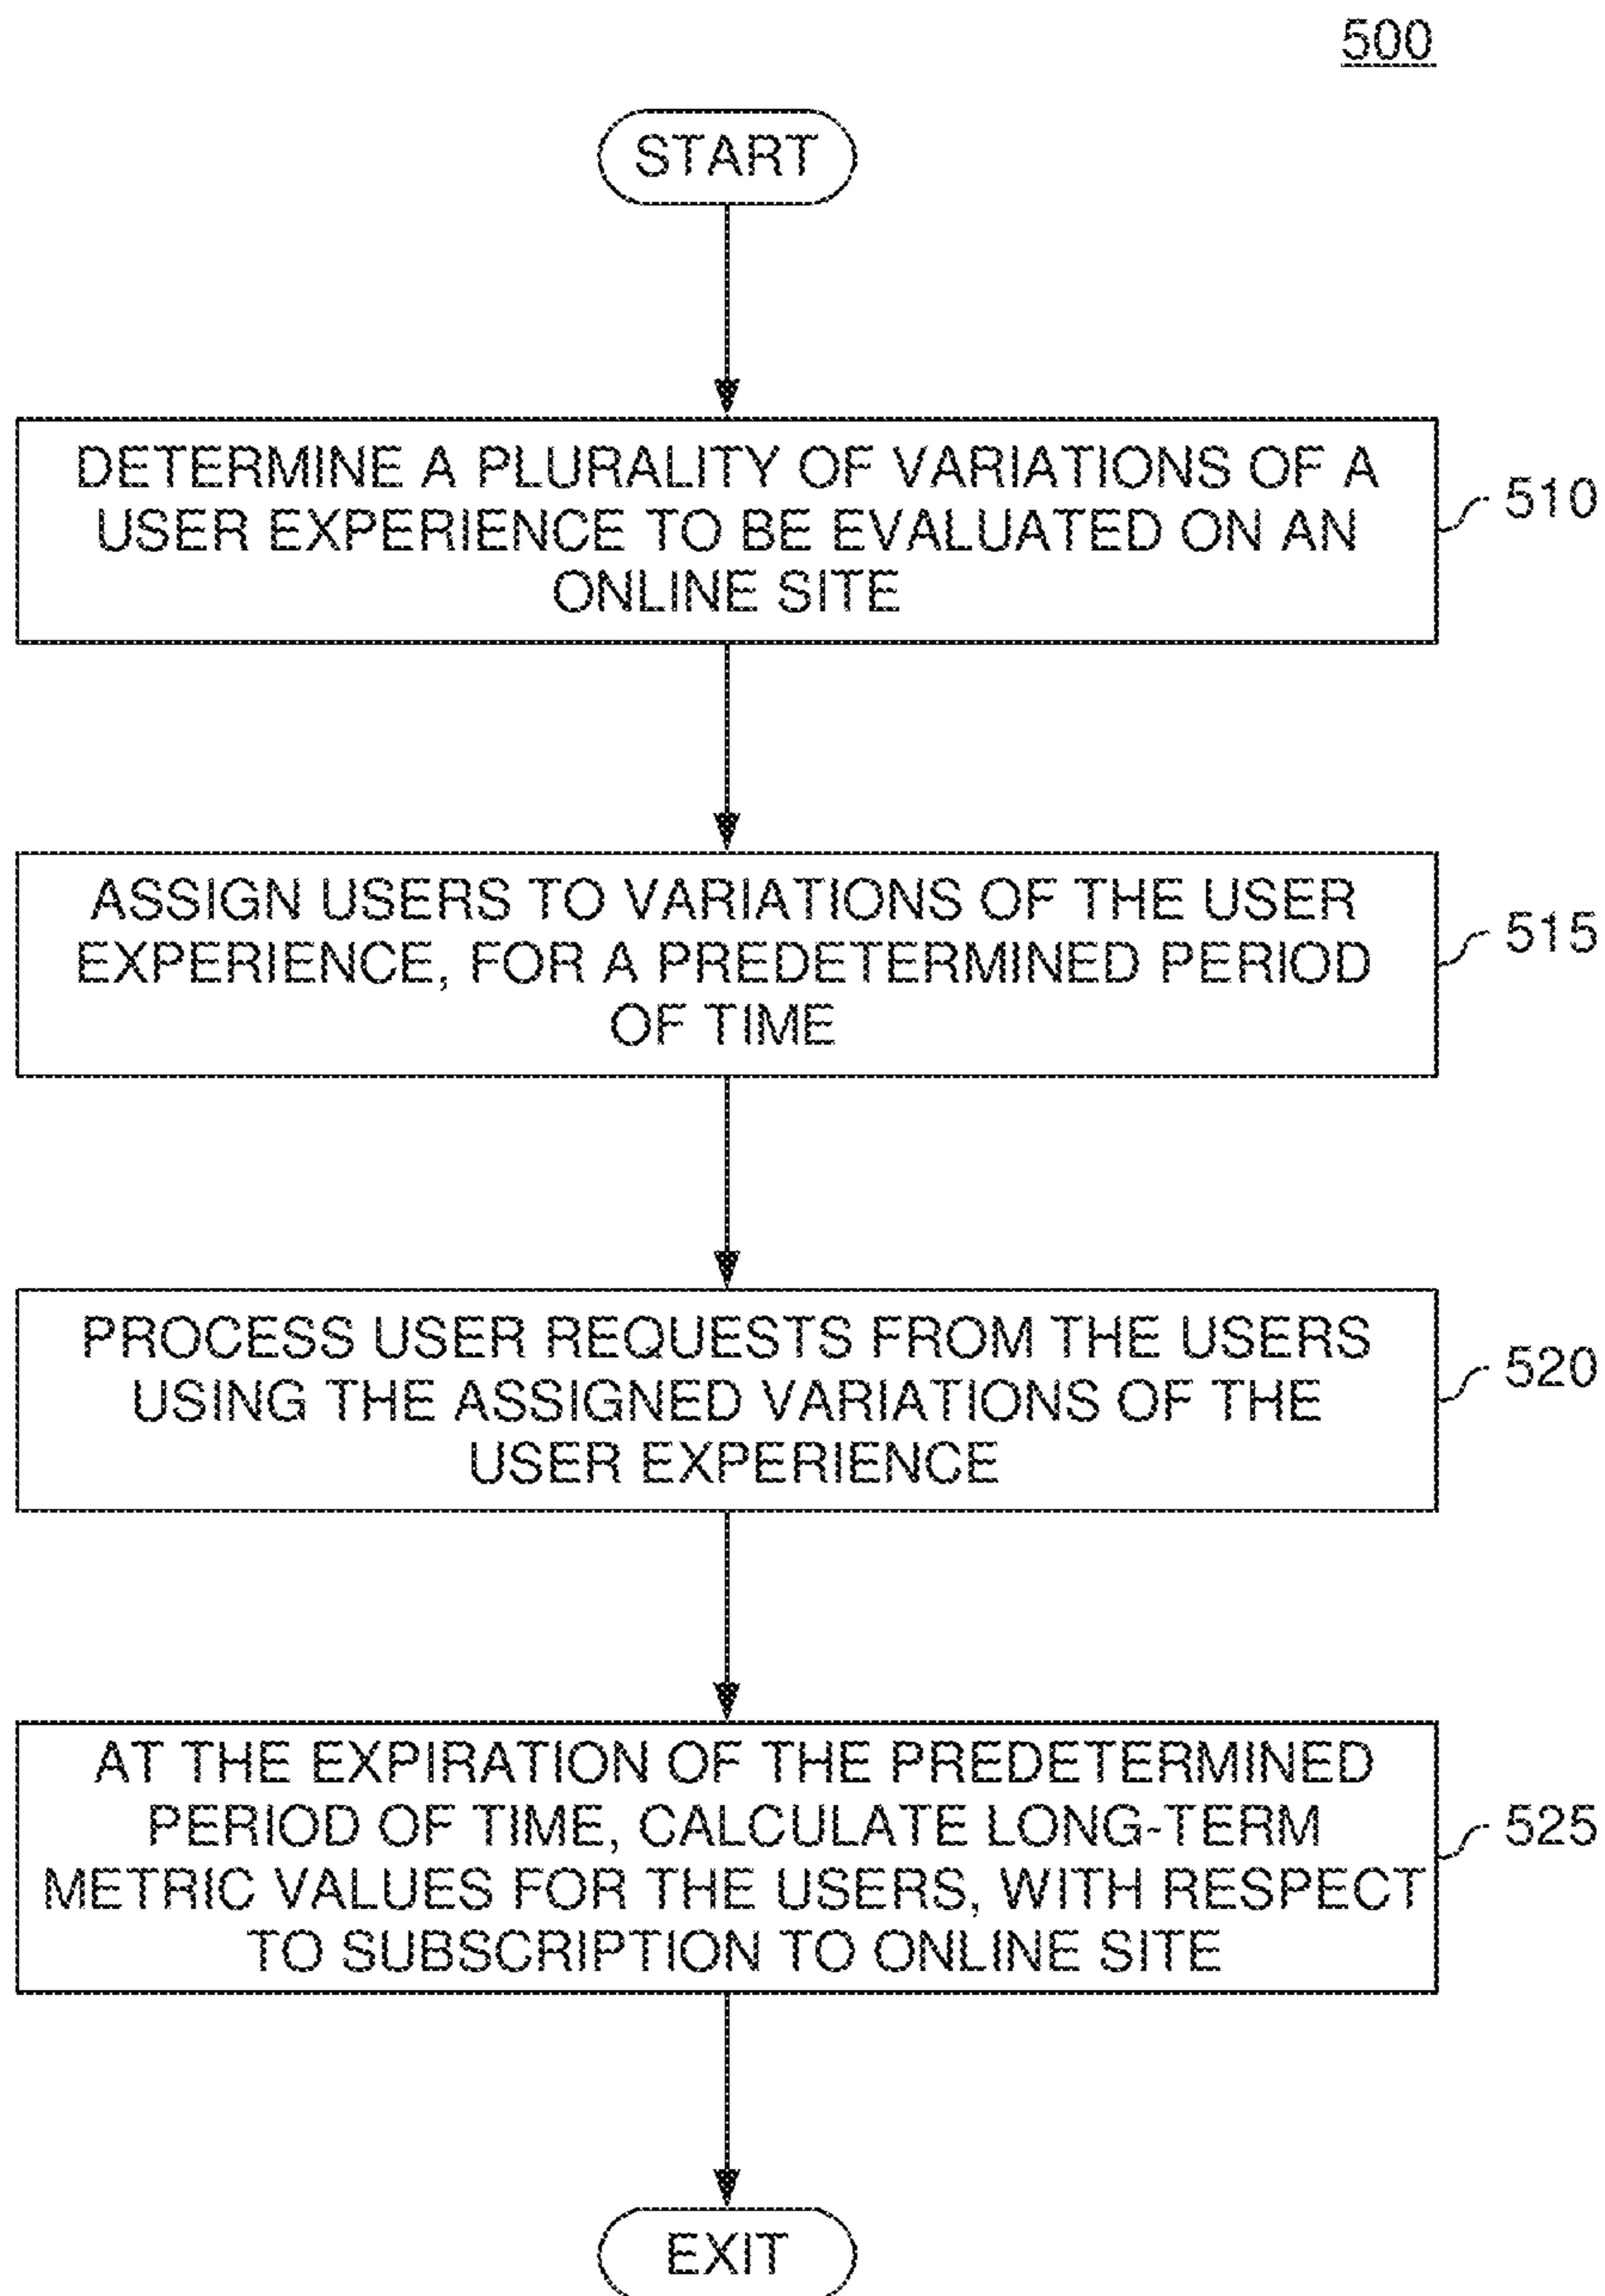 500
START
DETERMINE A PLURALITY OF VARIATIONS OF A
USER EXPERIENCE TO BE EVALUATED ON AN
ONLINE SITE
510
ASSIGN USERS TO VARIATIONS OF THE USER
EXPERIENCE, FOR A PREDETERMINED PERIOD
OF TIME
515
PROCESS USER REQUESTS FROM THE USERS
USING THE ASSIGNED VARIATIONS OF THE
USER EXPERIENCE
520
AT THE EXPIRATION OF THE PREDETERMINED
PERIOD OF TIME, CALCULATE LONG-TERM
METRIC VALUES FOR THE USERS, WITH RESPECT
TO SUBSCRIPTION TO ONLINE SITE
525
EXIT